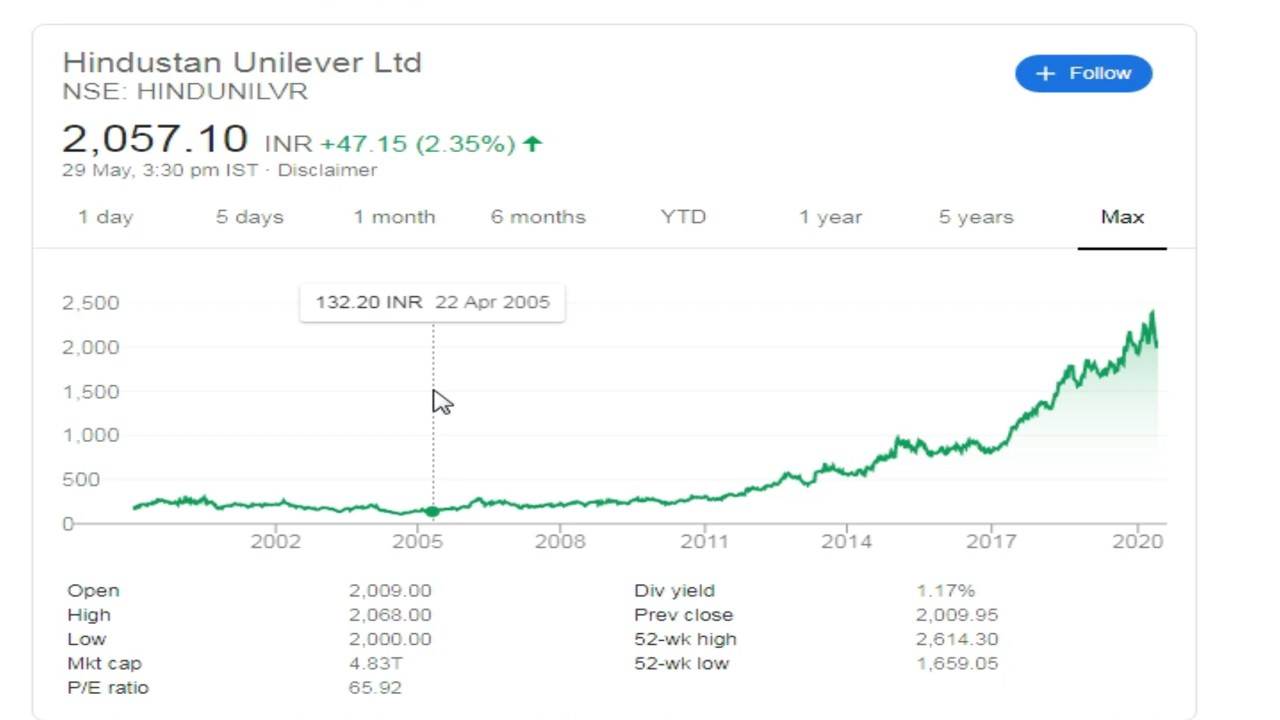 Hindustan Unilever Ltd
NSE: HINDUNILVR
+ Follow
2,057.10 INR +47.15 (2.35%)
29 May, 3:30 pm IST · Disclaimer
1 day 5 days 1 month 6 months YTD 1 year 5 years Max
132.20 INR 22 Apr 2005
2,500
2,000
1,500
1,000
500
0
2002 2005 2008 2011 2014 2017 2020
Open 2,009.00 Div yield 1.17%
High 2,068.00 Prev close 2,009.95
Low 2,000.00 52-wk high 2,614.30
Mkt cap 4.83T 52-wk low 1,659.05
P/E ratio 65.92